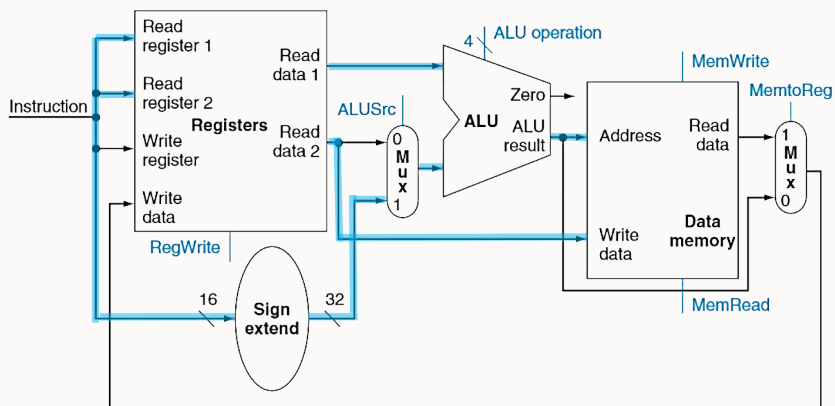 Instruction
Read
register 1
Read
register 2
Registers
Write
register
Write
data
Read
data 1
Read
data 2
RegWrite
16
Sign
extend
32
ALUSrc
0
M
u
x
1
4
ALU operation
ALU
Zero
ALU
result
MemWrite
Address
Read
data
Write
data
Data
memory
MemRead
MemtoReg
1
M
u
x
0